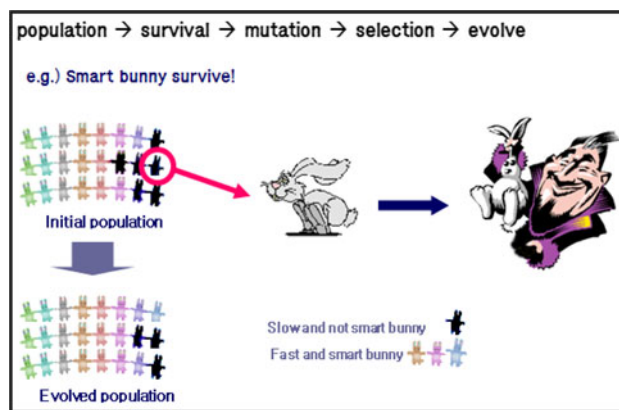 population → survival → mutation → selection → evolve
e.g.) Smart bunny survive!
Initial population
Slow and not smart bunny
Fast and smart bunny
Evolved population